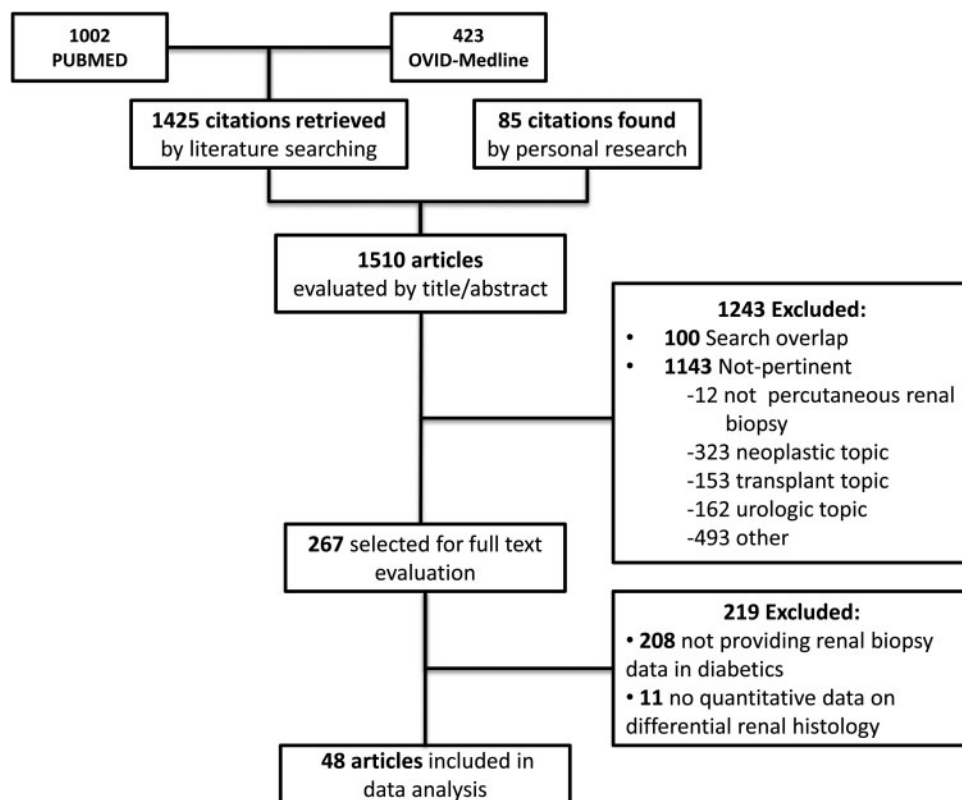 1002
PUBMED
423
OVID-Medline
1425 citations retrieved
by literature searching
85 citations found
by personal research
1510 articles
evaluated by title/abstract
1243 Excluded:
• 100 Search overlap
• 1143 Not-pertinent
-12 not percutaneous renal
biopsy
-323 neoplastic topic
-153 transplant topic
-162 urologic topic
-493 other
267 selected for full text
evaluation
219 Excluded:
• 208 not providing renal biopsy
data in diabetics
• 11 no quantitative data on
differential renal histology
48 articles included in
data analysis